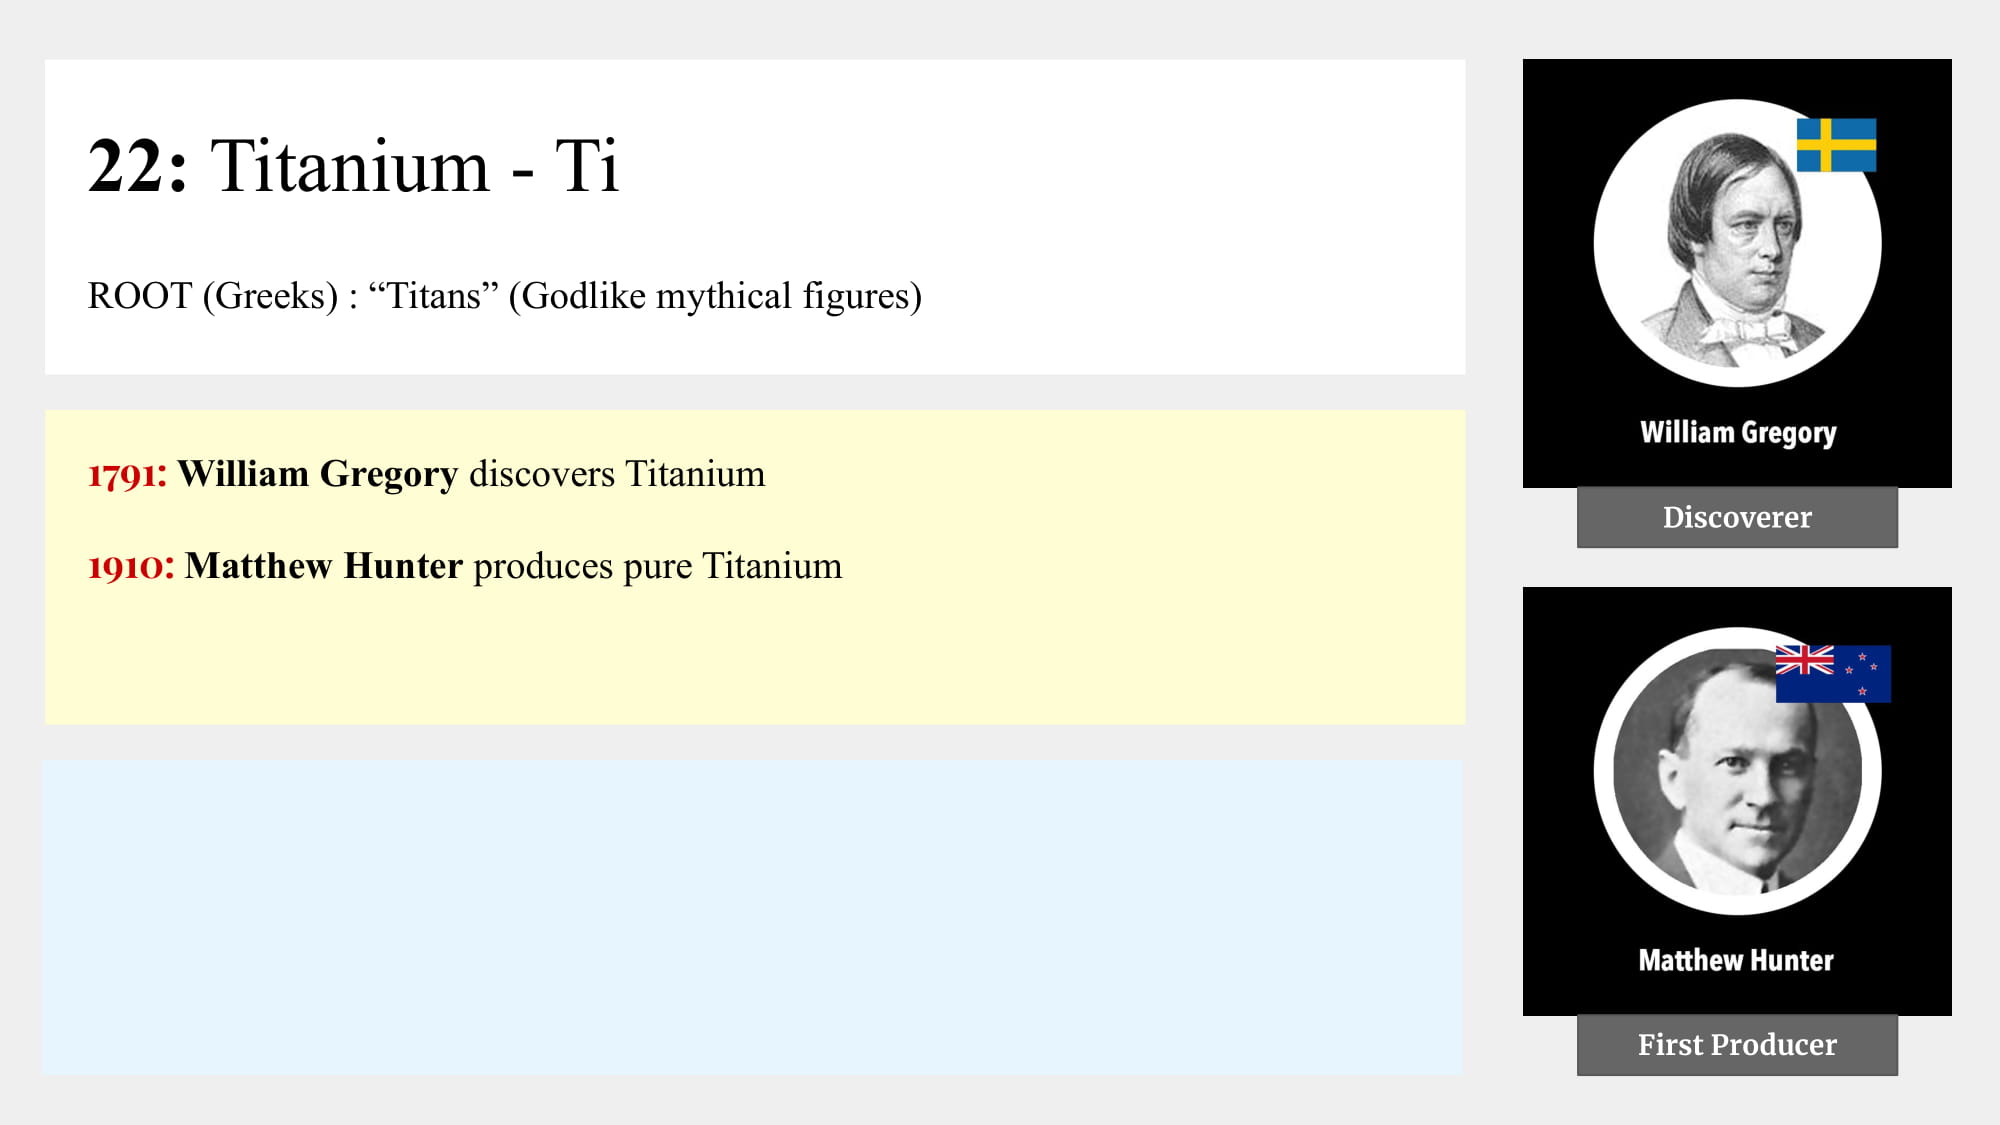 22: Titanium - Ti
ROOT (Greeks) : “Titans” (Godlike mythical figures)
1791: William Gregory discovers Titanium
1910: Matthew Hunter produces pure Titanium
William Gregory
Discoverer
Matthew Hunter
First Producer